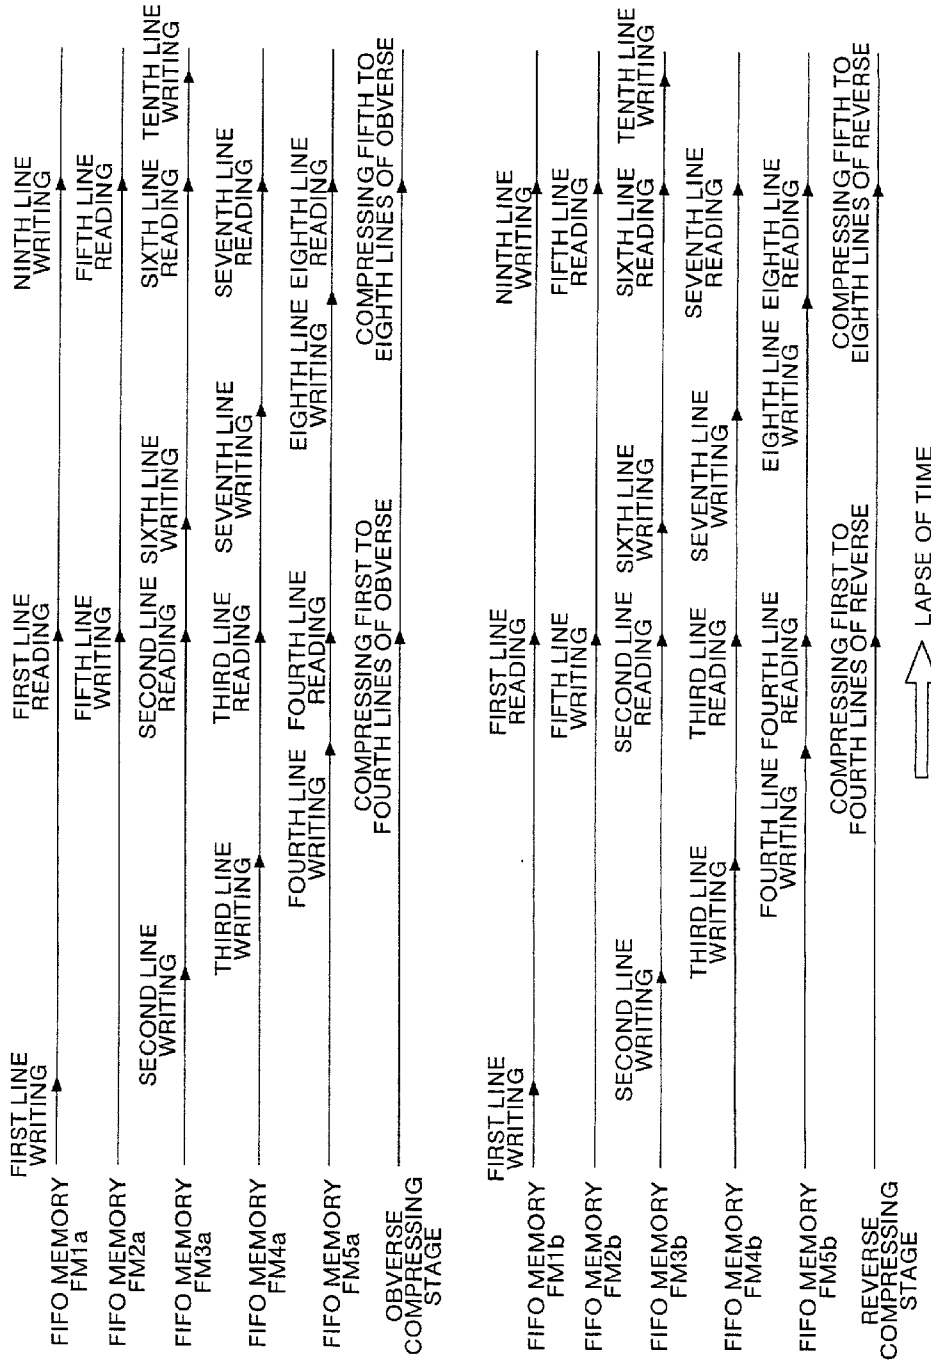 FIRST LINE
WRITING
FIRST LINE
READING
NINTH LINE
WRITING
FIFO MEMORY
FM1a
FIFTH LINE
WRITING
FIFTH LINE
READING
FIFO MEMORY
FM2a
SECOND LINE
WRITING
SECOND LINE
READING
SIXTH LINE
WRITING
SIXTH LINE
READING
TENTH LINE
WRITING
FIFO MEMORY
FM3a
THIRD LINE
WRITING
THIRD LINE
READING
SEVENTH LINE
WRITING
SEVENTH LINE
READING
FIFO MEMORY
FM4a
FOURTH LINE
WRITING
FOURTH LINE
READING
EIGHTH LINE
WRITING
EIGHTH LINE
READING
FIFO MEMORY
FM5a
COMPRESSING FIRST TO
FOURTH LINES OF OBVERSE
COMPRESSING FIFTH TO
EIGHTH LINES OF OBVERSE
OBVERSE
COMPRESSING
STAGE
FIRST LINE
WRITING
FIRST LINE
READING
NINTH LINE
WRITING
FIFO MEMORY
FM1b
FIFTH LINE
WRITING
FIFTH LINE
READING
FIFO MEMORY
FM2b
SECOND LINE
WRITING
SECOND LINE
READING
SIXTH LINE
WRITING
SIXTH LINE
READING
TENTH LINE
WRITING
FIFO MEMORY
FM3b
THIRD LINE
WRITING
THIRD LINE
READING
SEVENTH LINE
WRITING
SEVENTH LINE
READING
FIFO MEMORY
FM4b
FOURTH LINE
WRITING
FOURTH LINE
READING
EIGHTH LINE
WRITING
EIGHTH LINE
READING
FIFO MEMORY
FM5b
COMPRESSING FIRST TO
FOURTH LINES OF REVERSE
COMPRESSING FIFTH TO
EIGHTH LINES OF REVERSE
REVERSE
COMPRESSING
STAGE
LAPSE OF TIME